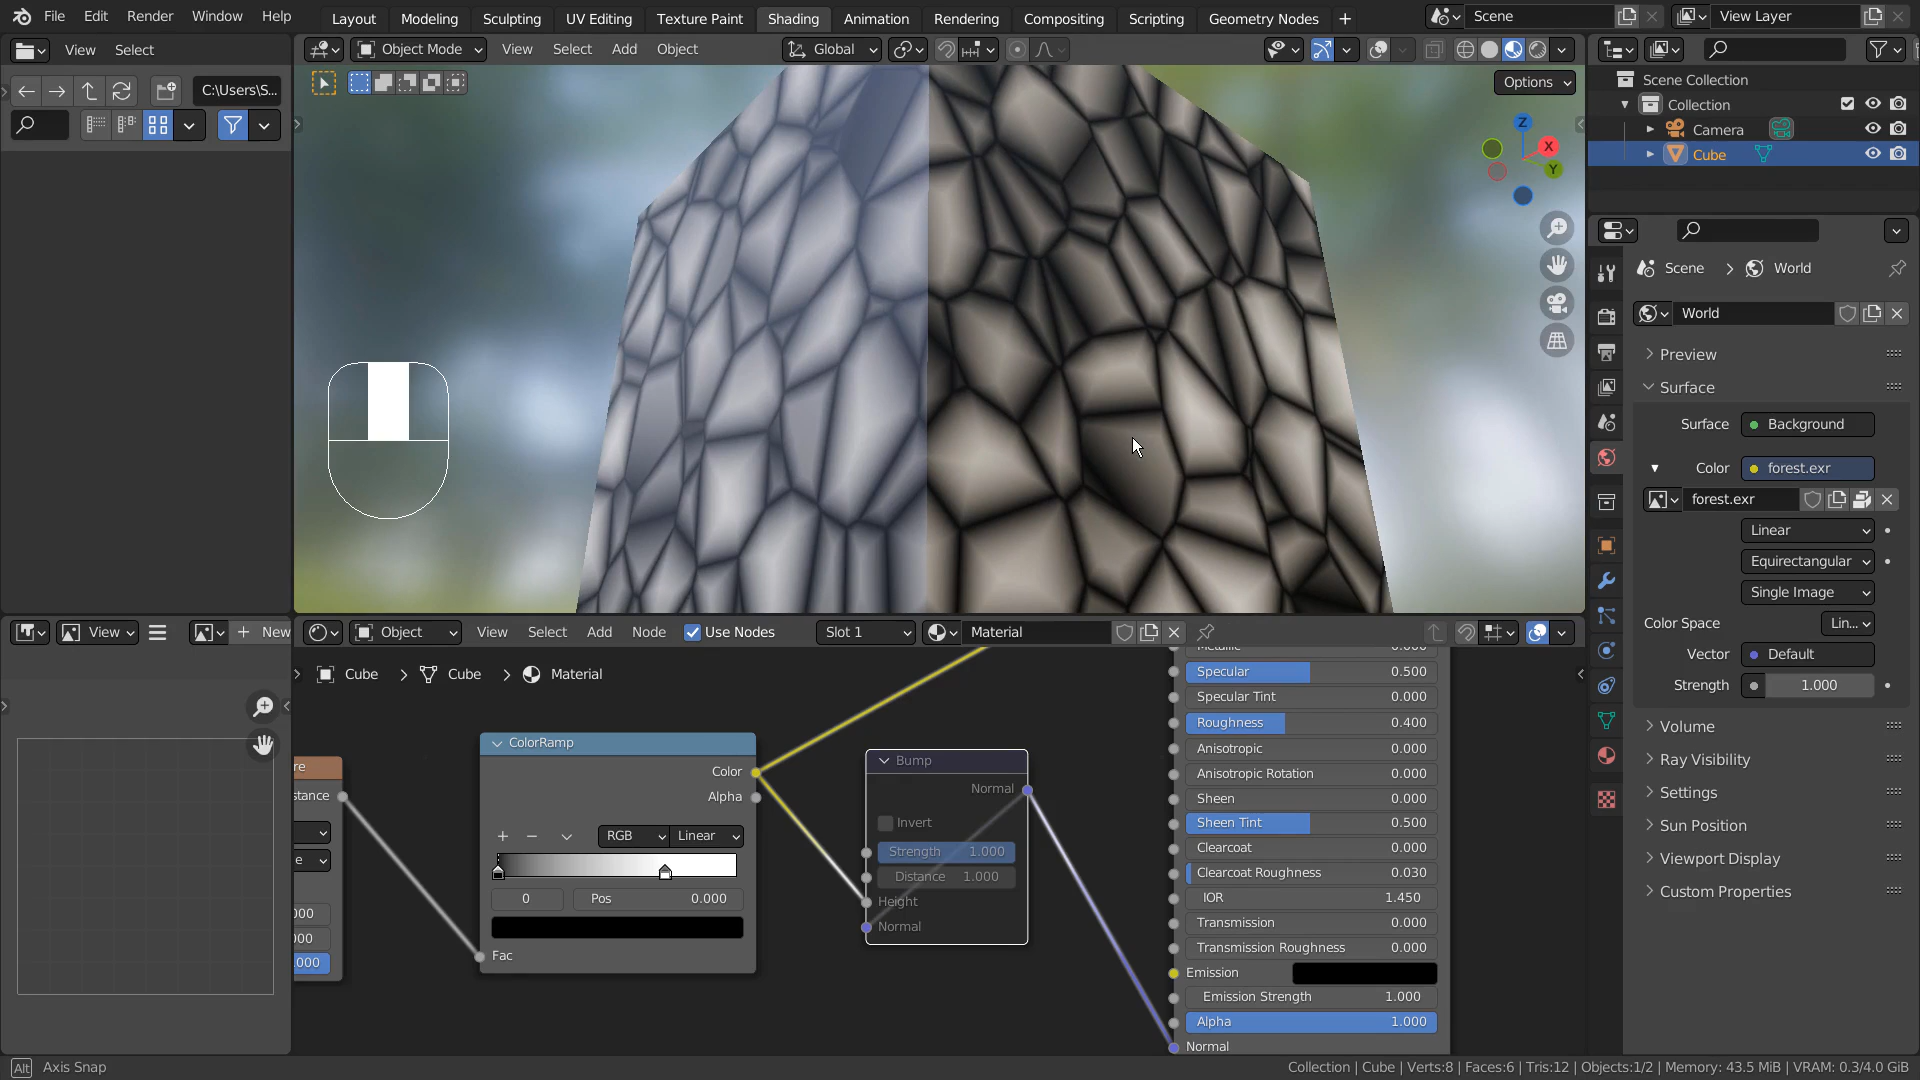 File Edit Render Window Help
Layout Modeling Sculpting UV Editing Texture Paint Shading Animation Rendering Compositing Scripting Geometry Nodes +
Scene
View Layer
View Select
Object Mode View Select Add Object
Global
C:\Users\S...
Options
Z
X
Y
Scene Collection
Collection
Camera
Cube
Scene > World
World
Preview
Surface
Surface Background
Color forest.exr
forest.exr
Linear
Equirectangular
Single Image
Color Space Lin...
Vector Default
Strength 1.000
Volume
Ray Visibility
Settings
Sun Position
Viewport Display
Custom Properties
View
+ New
Object View Select Add Node Use Nodes Slot 1 Material
Cube > Cube > Material
re
stance
e
000
000
.000
ColorRamp
Color
Alpha
RGB Linear
0 Pos 0.000
Fac
Bump
Normal
Invert
Strength 1.000
Distance 1.000
Height
Normal
Metallic 0.000
Specular 0.500
Specular Tint 0.000
Roughness 0.400
Anisotropic 0.000
Anisotropic Rotation 0.000
Sheen 0.000
Sheen Tint 0.500
Clearcoat 0.000
Clearcoat Roughness 0.030
IOR 1.450
Transmission 0.000
Transmission Roughness 0.000
Emission
Emission Strength 1.000
Alpha 1.000
Normal
Alt Axis Snap
Collection | Cube | Verts:8 | Faces:6 | Tris:12 | Objects:1/2 | Memory: 43.5 MiB | VRAM: 0.3/4.0 GiB